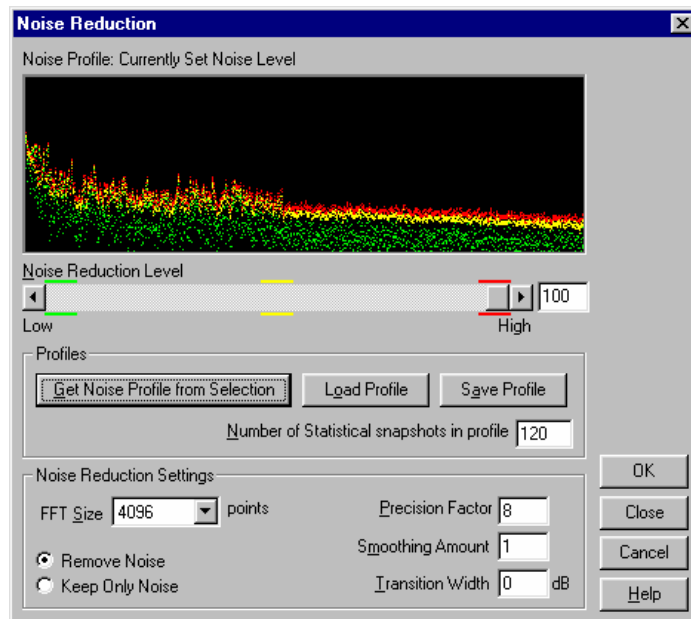 Noise Reduction
Noise Profile: Currently Set Noise Level
Noise Reduction Level
100
Low High
Profiles
Get Noise Profile from Selection Load Profile Save Profile
Number of Statistical snapshots in profile 120
Noise Reduction Settings
FFT Size 4096 points
Precision Factor 8
Smoothing Amount 1
Remove Noise
Keep Only Noise
Transition Width 0 dB
OK
Close
Cancel
Help